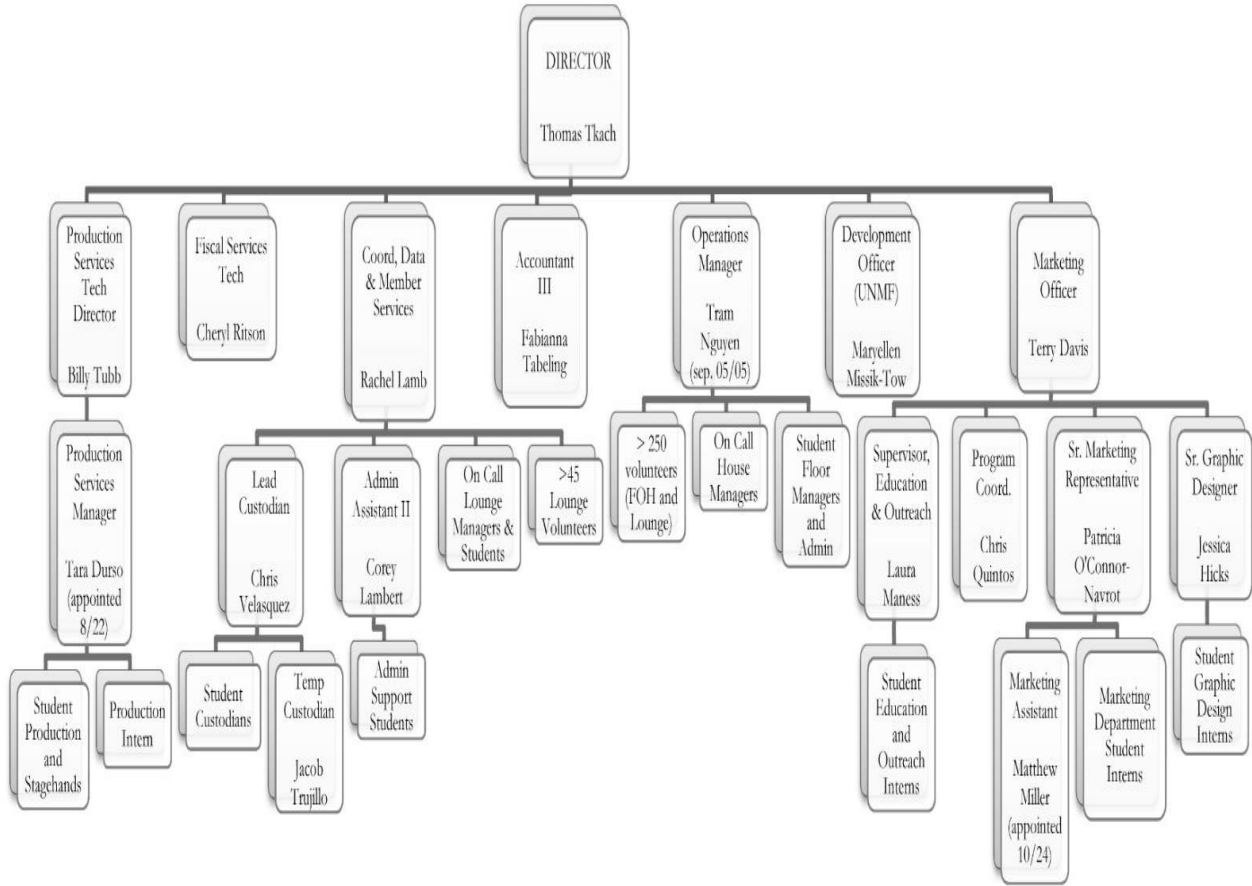 DIRECTOR
Thomas Tkach
Production
Services
Tech
Director
Billy Tubb
Fiscal Services
Tech
Cheryl Ritson
Coord, Data
& Member
Services
Rachel Lamb
Accountant
III
Fabianna
Tabeling
Operations
Manager
Tram
Nguyen
(sep. 05/05)
Development
Officer
(UNMF)
Maryellen
Missik-Tow
Marketing
Officer
Terry Davis
Production
Services
Manager
Tara Durso
(appointed
8/22)
Lead
Custodian
Chris
Velasquez
Admin
Assistant II
Corey
Lambert
On Call
Lounge
Managers &
Students
>45
Lounge
Volunteers
> 250
volunteers
(FOH and
Lounge)
On Call
House
Managers
Student
Floor
Managers
and
Admin
Supervisor,
Education
& Outreach
Laura
Maness
Program
Coord.
Chris
Quintos
Sr. Marketing
Representative
Patricia
O'Connor-
Navrot
Sr. Graphic
Designer
Jessica
Hicks
Student
Production
and
Stagehands
Production
Intern
Student
Custodians
Temp
Custodian
Jacob
Trujillo
Admin
Support
Students
Student
Education
and
Outreach
Interns
Marketing
Assistant
Matthew
Miller
(appointed
10/24)
Marketing
Department
Student
Interns
Student
Graphic
Design
Interns